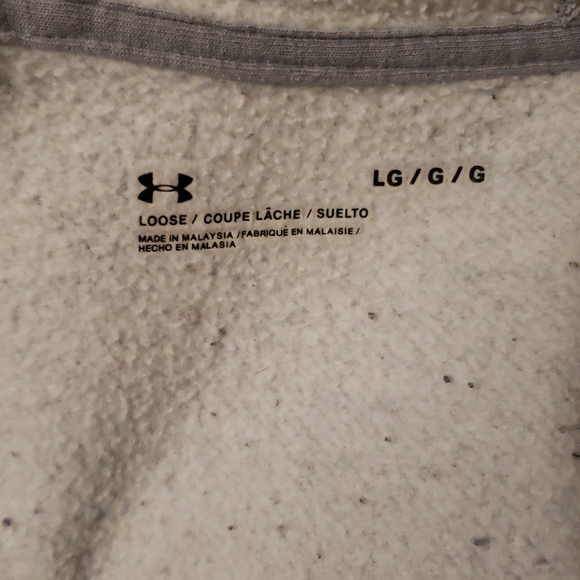 LG / G / G
LOOSE / COUPE LÂCHE / SUELTO
MADE IN MALAYSIA / FABRIQUÉ EN MALAISIE /
HECHO EN MALASIA